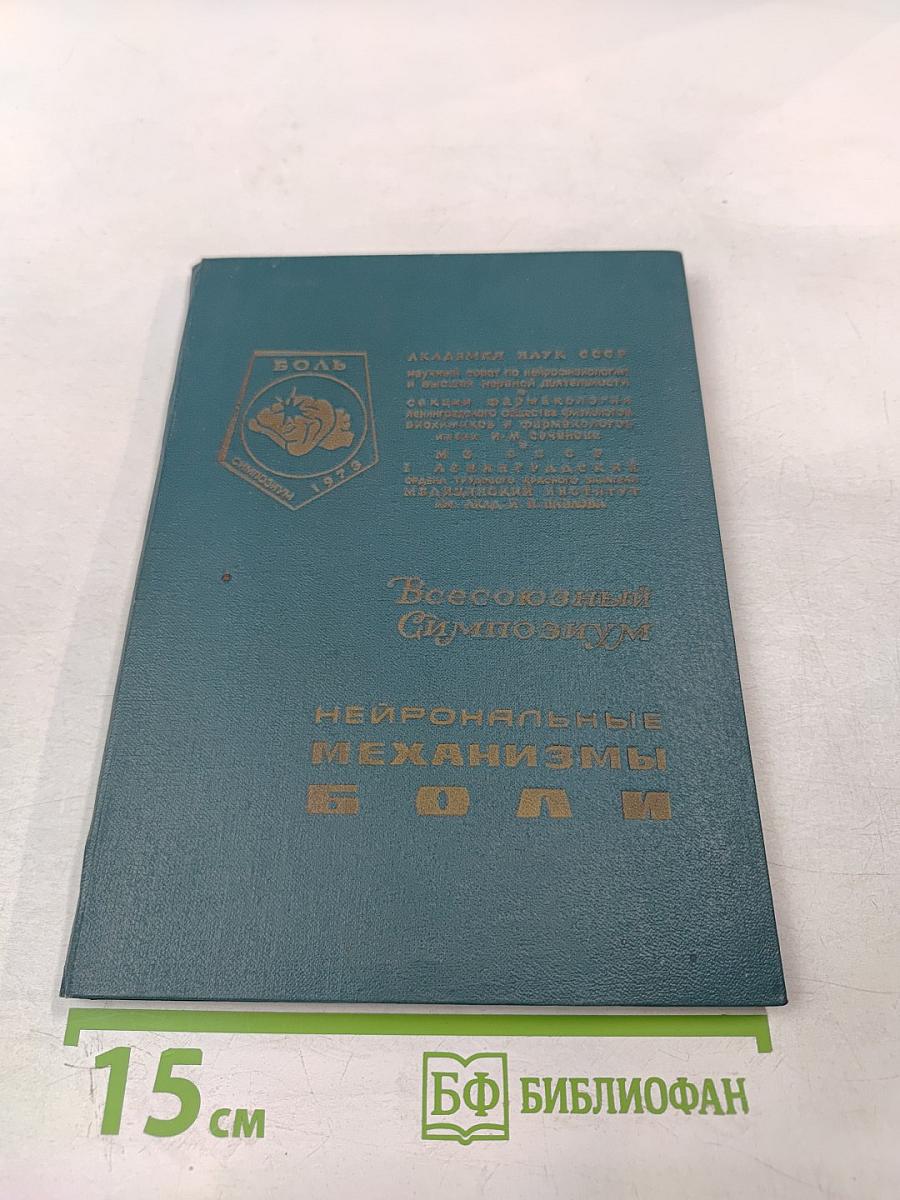 БОЛЬ
СИМПОЗИУМ 1973
АКАДЕМИЯ НАУК СССР
научный совет по нейрофизиологии
и высшей нервной деятельности
секция фармакологии
ленинградского общества физиологов
биохимиков и фармакологов
имени И. М. Сеченова
МЗ СССР
I ЛЕНИНГРАДСКИЙ
ОРДЕНА ТРУДОВОГО КРАСНОГО ЗНАМЕНИ
МЕДИЦИНСКИЙ ИНСТИТУТ
ИМ. АКАД. И. П. ПАВЛОВА
Всесоюзный
Симпозиум
НЕЙРОНАЛЬНЫЕ
МЕХАНИЗМЫ
БОЛИ
15 см
БФ БИБЛИОФАН